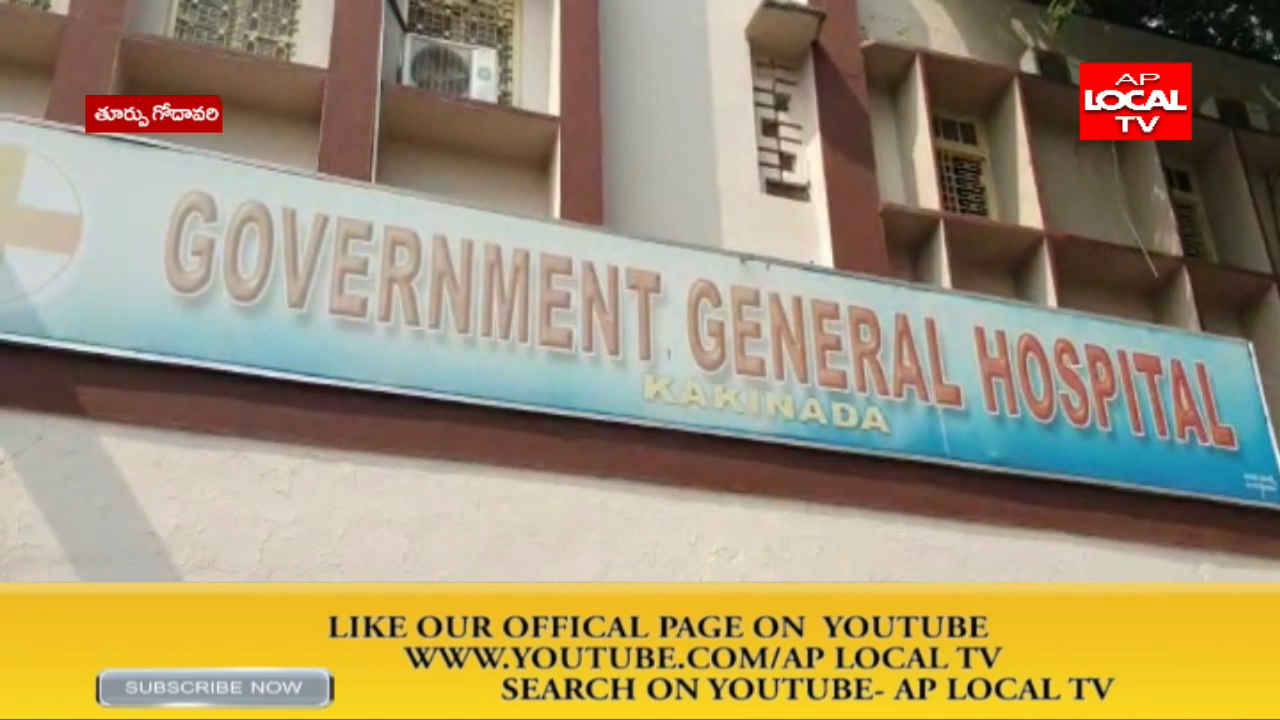 తూర్పు గోదావరి
AP
LOCAL
TV
GOVERNMENT GENERAL HOSPITAL
KAKINADA
LIKE OUR OFFICAL PAGE ON YOUTUBE
WWW.YOUTUBE.COM/AP LOCAL TV
SUBSCRIBE NOW
SEARCH ON YOUTUBE- AP LOCAL TV